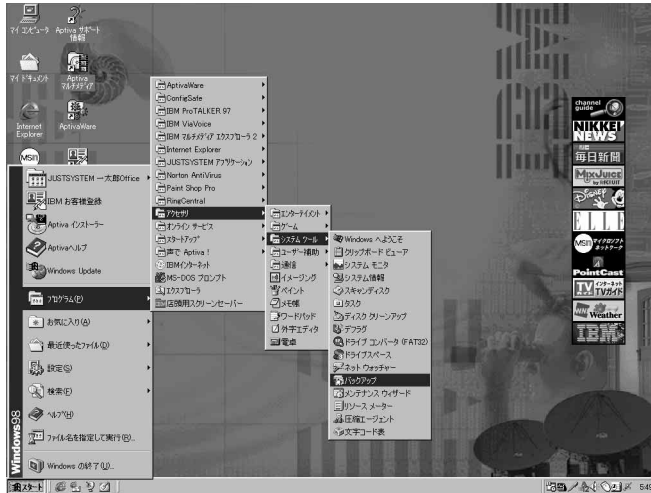 マイ コンピュータ
Aptiva サポート
情報
マイ ドキュメント
Aptiva
マルチメディア
Internet
Explorer
AptivaWare
MSN
JUSTSYSTEM 一太郎Office
IBM お客様登録
Aptiva インストーラー
Aptivaヘルプ
Windows Update
プログラム(P)
お気に入り(A)
最近使ったファイル(D)
設定(S)
検索(F)
ヘルプ(H)
ファイル名を指定して実行(R)...
Windows の終了(U)...
Windows98
AptivaWare
ConfigSafe
IBM ProTALKER 97
IBM ViaVoice
IBM マルチメディア エクスプローラ 2
Internet Explorer
JUSTSYSTEM アプリケーション
Norton AntiVirus
Paint Shop Pro
RingCentral
アクセサリ
オンライン サービス
スタートアップ
声で Aptiva !
IBMインターネット
MS-DOS プロンプト
エクスプローラ
店頭用スクリーンセーバー
エンターテイメント
ゲーム
システム ツール
ユーザー補助
通信
イメージング
ペイント
メモ帳
ワードパッド
外字エディタ
電卓
Windows へようこそ
クリップボード ビューア
システム モニタ
システム情報
スキャンディスク
タスク
ディスク クリーンアップ
デフラグ
ドライブ コンバータ (FAT32)
ドライブスペース
ネット ウォッチャー
バックアップ
メンテナンス ウィザード
リソース メーター
圧縮エージェント
文字コード表
IBM
channel
guide
NIKKEI
NEWS
毎日新聞
MixJuice
by RECRUIT
Disney
ELLE
MSN マイクロソフト
ネットワーク
PointCast
TV インターネット
TVガイド
WNI Weather
IBM
スタート
5:49